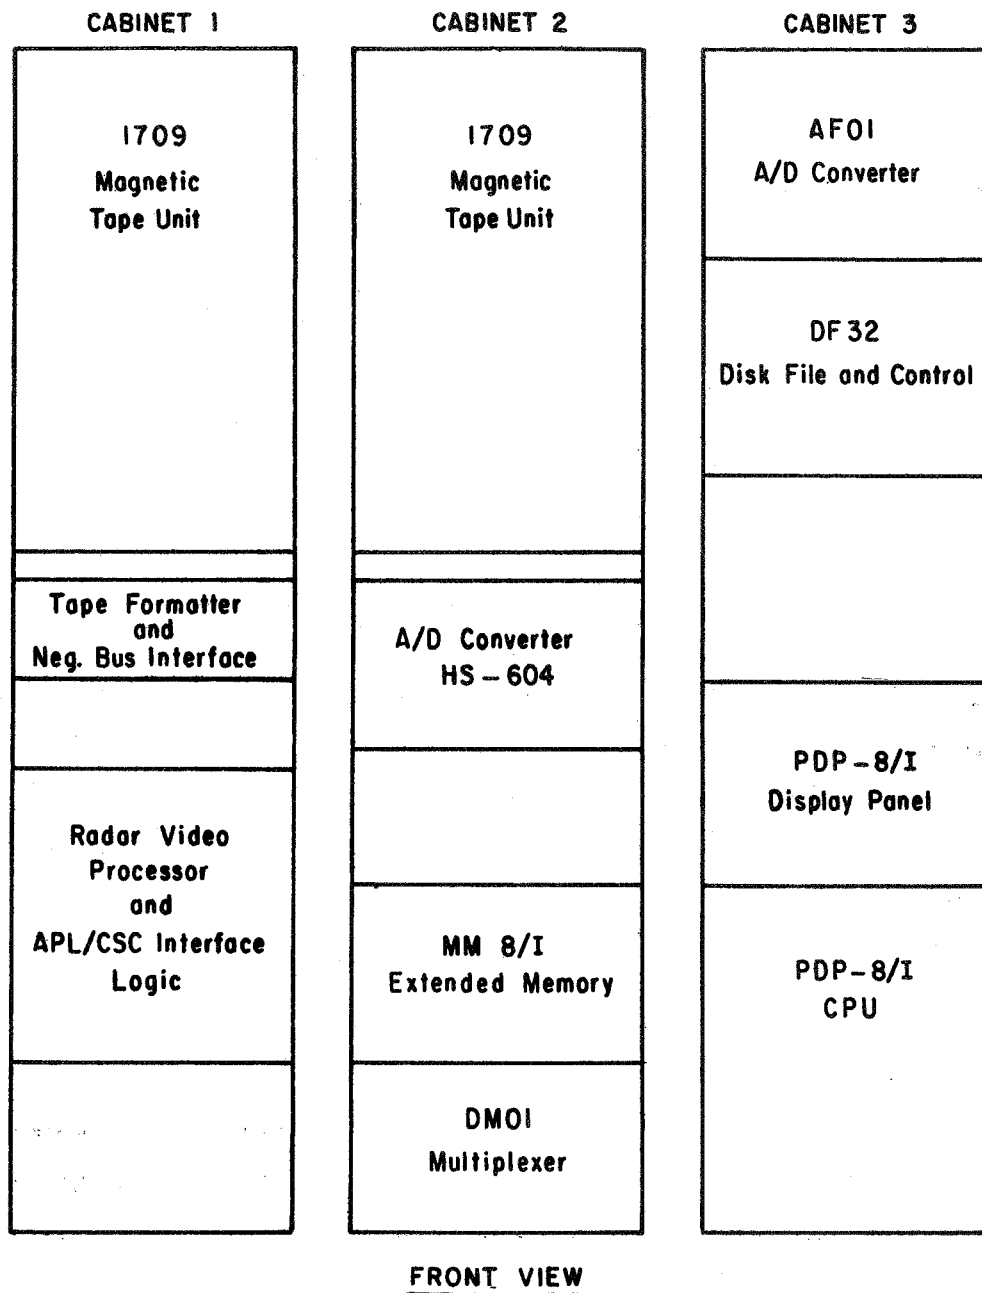 CABINET 1
1709
Magnetic
Tape Unit
Tape Formatter
and
Neg. Bus Interface
Radar Video
Processor
and
APL/CSC Interface
Logic
CABINET 2
1709
Magnetic
Tape Unit
A/D Converter
HS-604
MM 8/I
Extended Memory
DM01
Multiplexer
CABINET 3
AF01
A/D Converter
DF32
Disk File and Control
PDP-8/I
Display Panel
PDP-8/I
CPU
FRONT VIEW